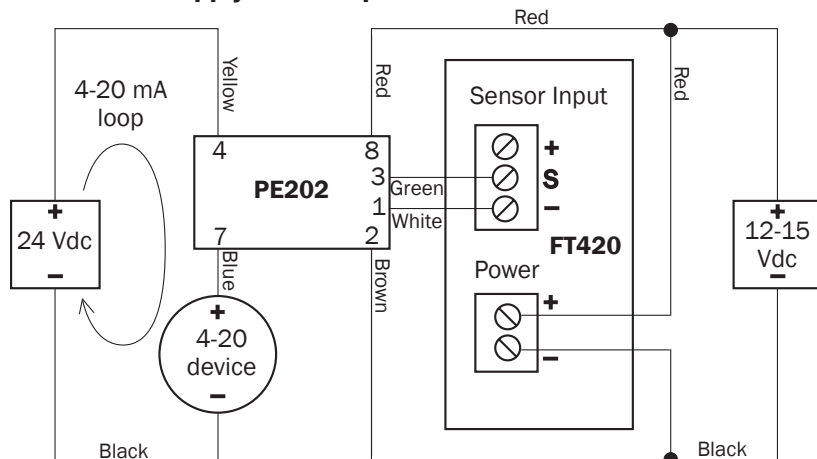 Red
4-20 mA
loop
Yellow
Red
Red
Sensor Input
+
S
−
4
8
3
1
2
7
PE202
Green
White
FT420
+
24 Vdc
−
+
12-15
Vdc
−
Blue
Brown
Power
+
−
+
4-20
device
−
Black
Black